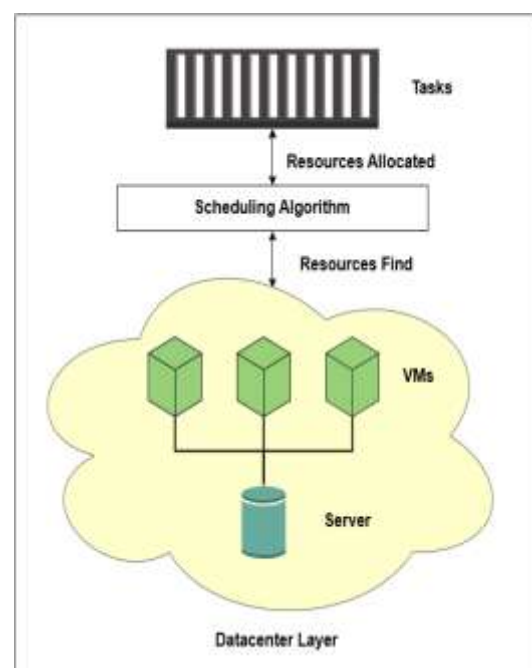 Tasks
Resources Allocated
Scheduling Algorithm
Resources Find
VMs
Server
Datacenter Layer